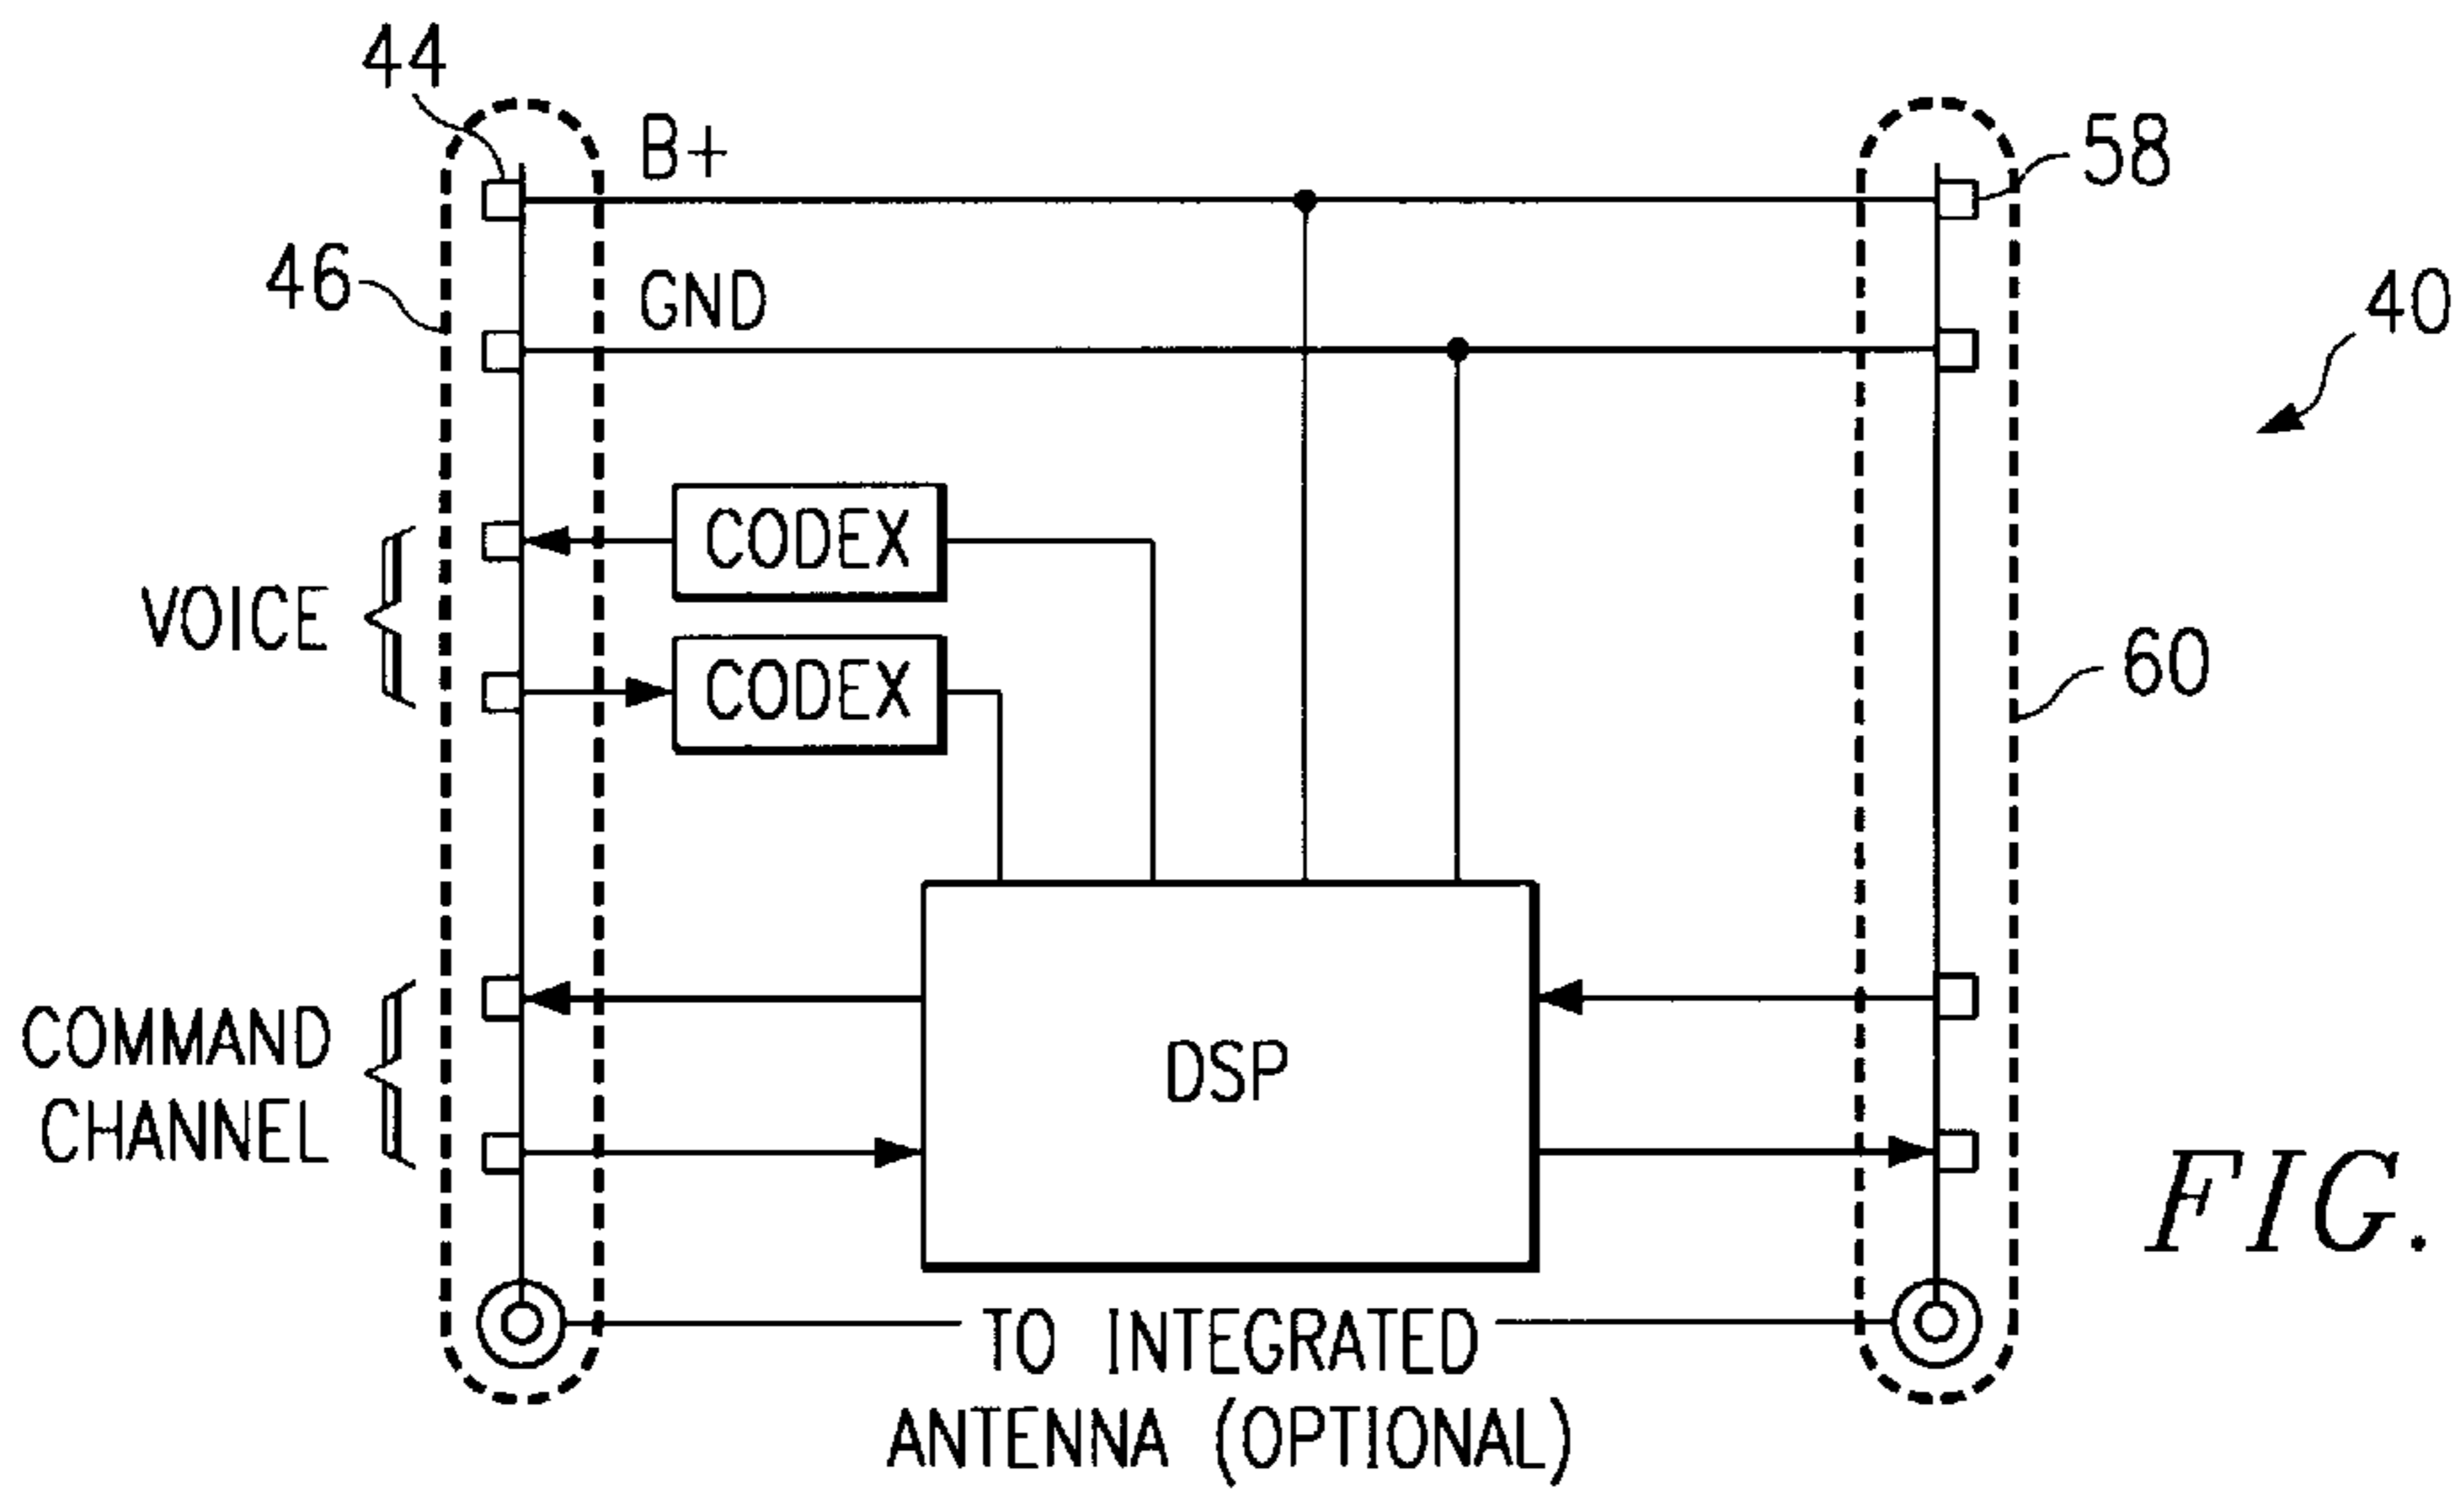 44
B+
58
46
GND
40
CODEX
VOICE
CODEX
60
COMMAND
CHANNEL
DSP
FIG.
TO INTEGRATED
ANTENNA (OPTIONAL)